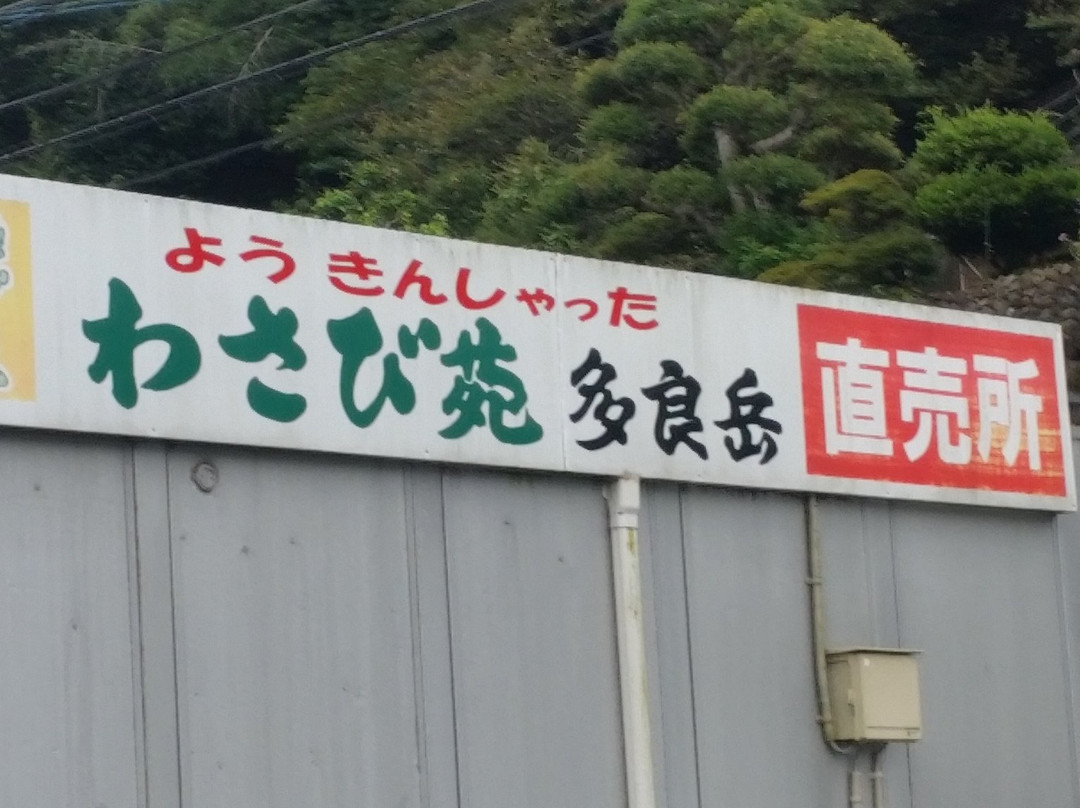 よう きんしゃった
わさび苑 多良岳 直売所